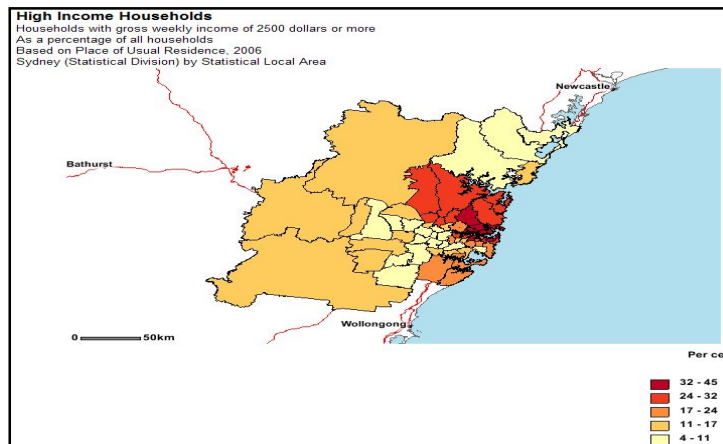 High Income Households
Households with gross weekly income of 2500 dollars or more
As a percentage of all households
Based on Place of Usual Residence, 2006
Sydney (Statistical Division) by Statistical Local Area
Newcastle
Bathurst
Wollongong
0 50km
Per ce
32 - 45
24 - 32
17 - 24
11 - 17
4 - 11